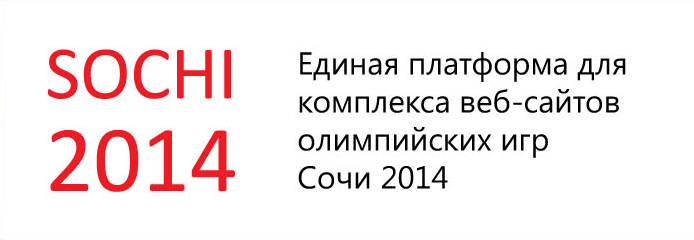 SOCHI
2014
Единая платформа для
комплекса веб-сайтов
олимпийских игр
Сочи 2014